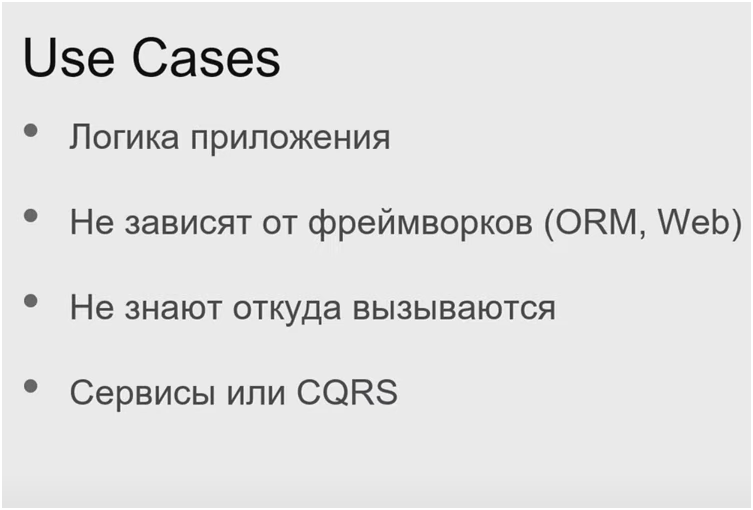 Use Cases
• Логика приложения
• Не зависят от фреймворков (ORM, Web)
• Не знают откуда вызываются
• Сервисы или CQRS